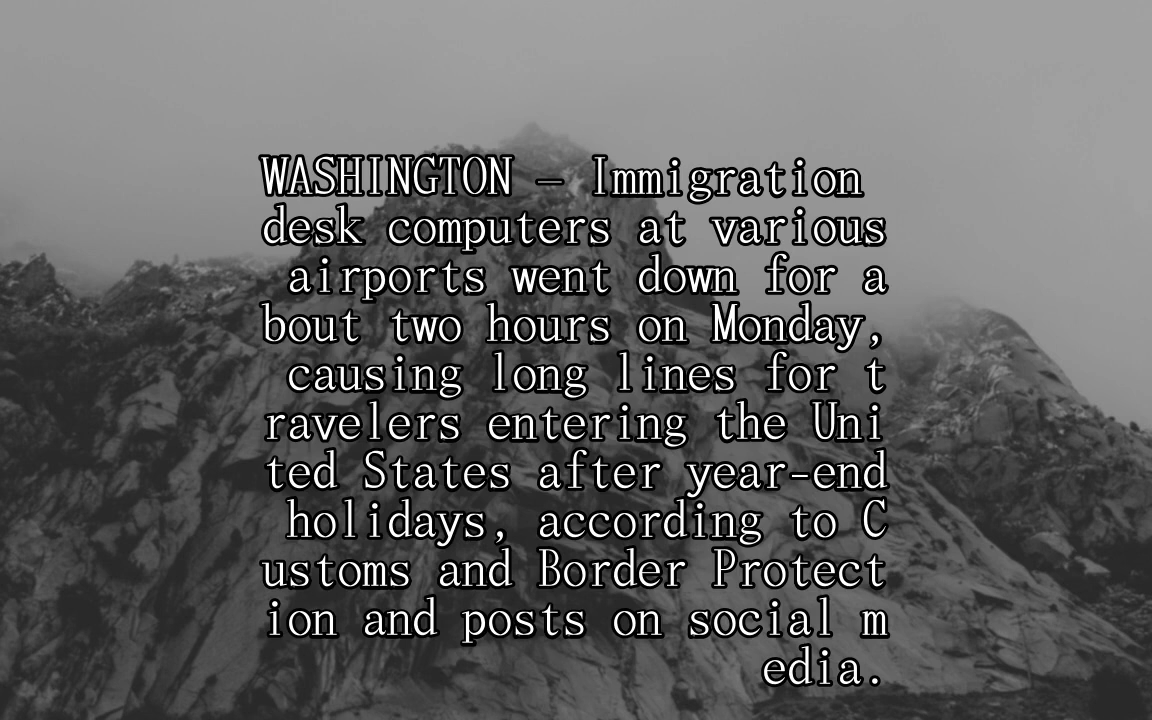 WASHINGTON — Immigration
desk computers at various
airports went down for a
bout two hours on Monday,
causing long lines for t
ravelers entering the Uni
ted States after year-end
holidays, according to C
ustoms and Border Protect
ion and posts on social m
edia.